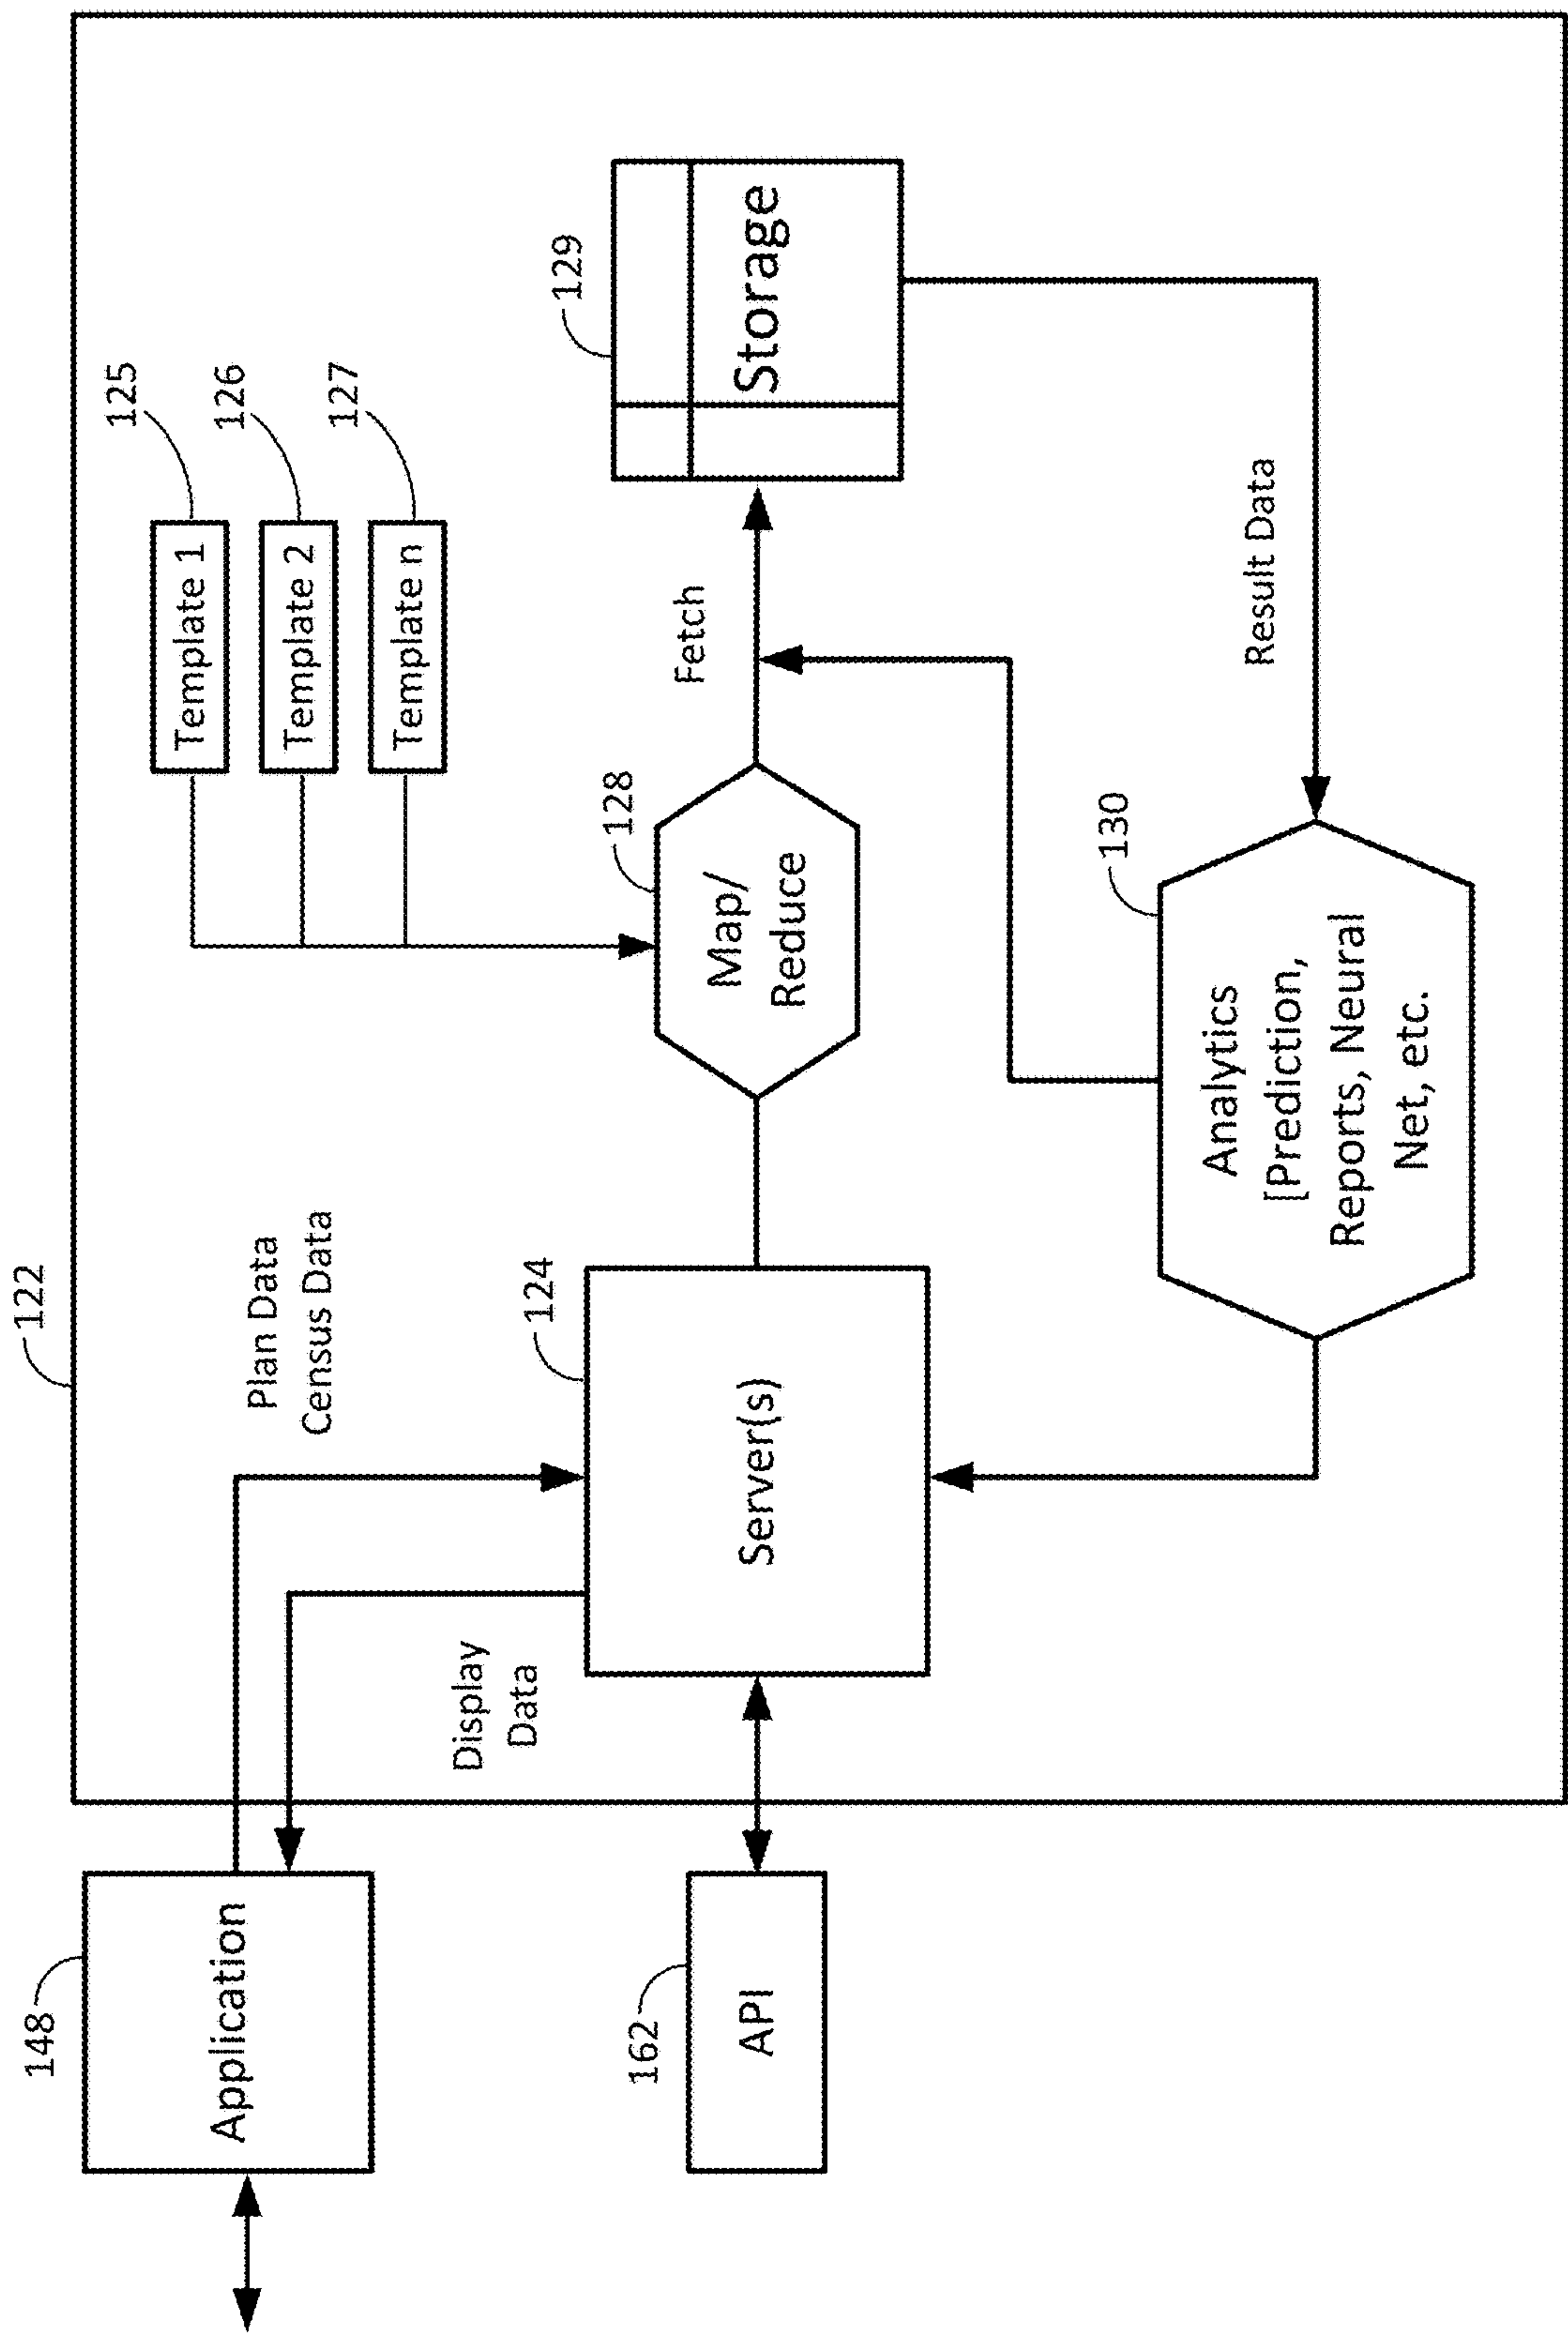 122
125
Template 1
126
Template 2
127
Template n
148
Application
Plan Data
Census Data
Display
Data
124
Server(s)
128
Map/
Reduce
Fetch
129
Storage
162
API
130
Analytics
[Prediction,
Reports, Neural
Net, etc.
Result Data